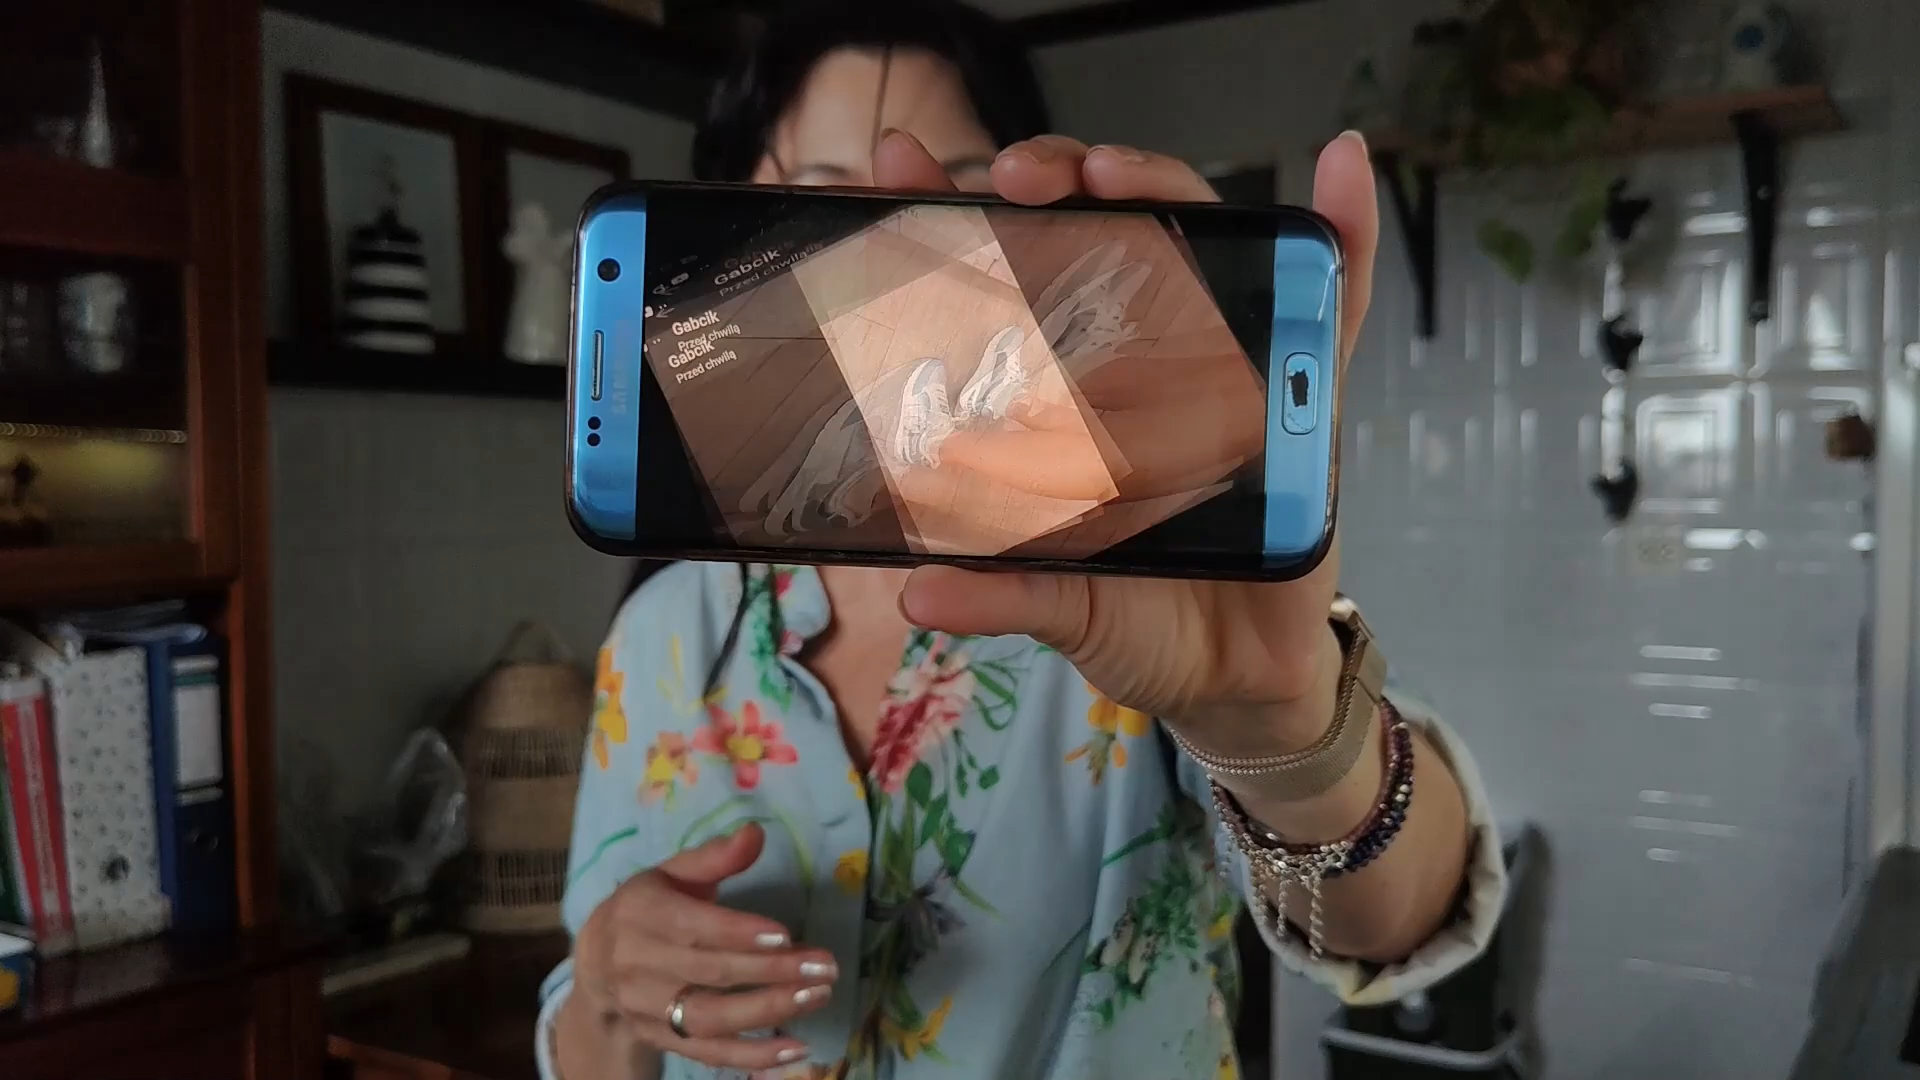 Gabcik
Przed chwilą
Gabcik
Przed chwilą
Gabcik
Przed chwilą
SAMSUNG